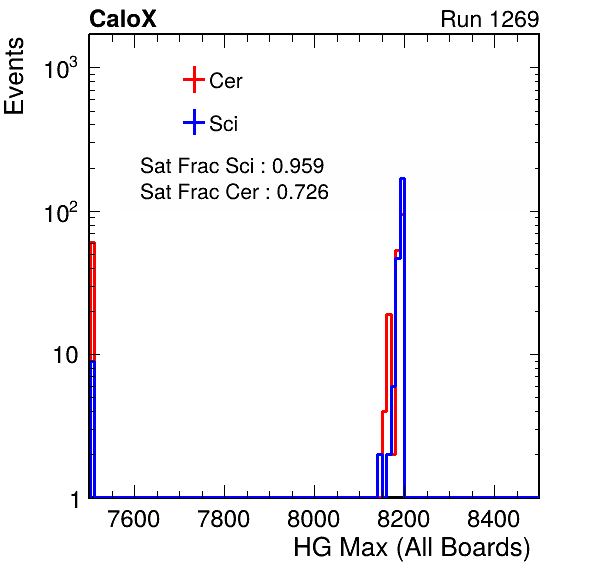 CaloX Run 1269
Events
Cer
Sci
Sat Frac Sci : 0.959
Sat Frac Cer : 0.726
10³
10²
10
1
7600 7800 8000 8200 8400
HG Max (All Boards)